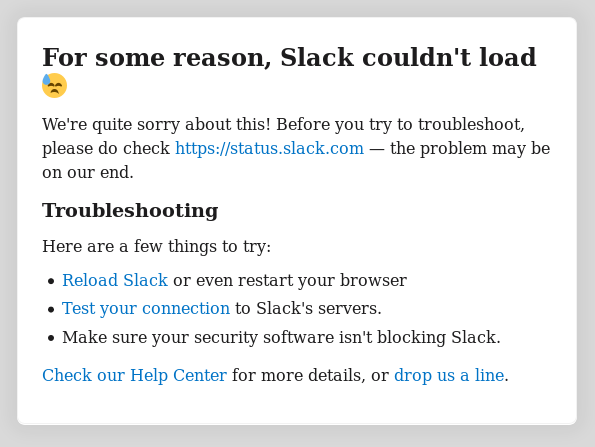 For some reason, Slack couldn't load
😓
We're quite sorry about this! Before you try to troubleshoot,
please do check https://status.slack.com — the problem may be
on our end.
Troubleshooting
Here are a few things to try:
• Reload Slack or even restart your browser
• Test your connection to Slack's servers.
• Make sure your security software isn't blocking Slack.
Check our Help Center for more details, or drop us a line.